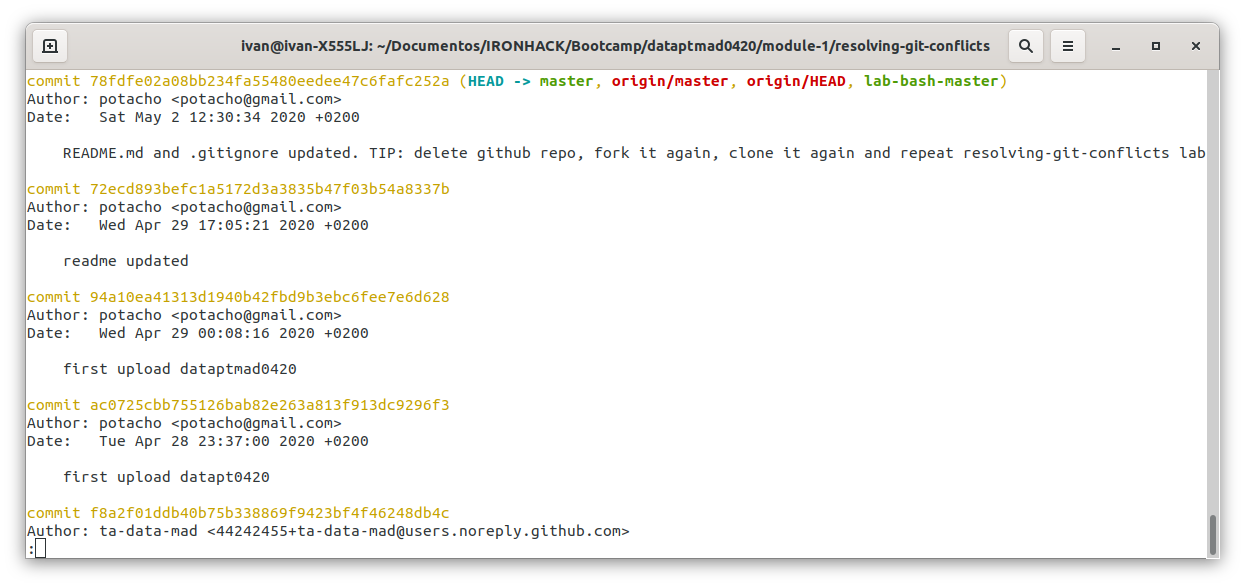 ivan@ivan-X555LJ: ~/Documentos/IRONHACK/Bootcamp/dataptmad0420/module-1/resolving-git-conflicts
commit 78fdfe02a08bb234fa55480eedee47c6fafc252a (HEAD -> master, origin/master, origin/HEAD, lab-bash-master)
Author: potacho <potacho@gmail.com>
Date:   Sat May 2 12:30:34 2020 +0200
    README.md and .gitignore updated. TIP: delete github repo, fork it again, clone it again and repeat resolving-git-conflicts lab
commit 72ecd893befc1a5172d3a3835b47f03b54a8337b
Author: potacho <potacho@gmail.com>
Date:   Wed Apr 29 17:05:21 2020 +0200
    readme updated
commit 94a10ea41313d1940b42fbd9b3ebc6fee7e6d628
Author: potacho <potacho@gmail.com>
Date:   Wed Apr 29 00:08:16 2020 +0200
    first upload dataptmad0420
commit ac0725cbb755126bab82e263a813f913dc9296f3
Author: potacho <potacho@gmail.com>
Date:   Tue Apr 28 23:37:00 2020 +0200
    first upload datapt0420
commit f8a2f01ddb40b75b338869f9423bf4f46248db4c
Author: ta-data-mad <44242455+ta-data-mad@users.noreply.github.com>
: